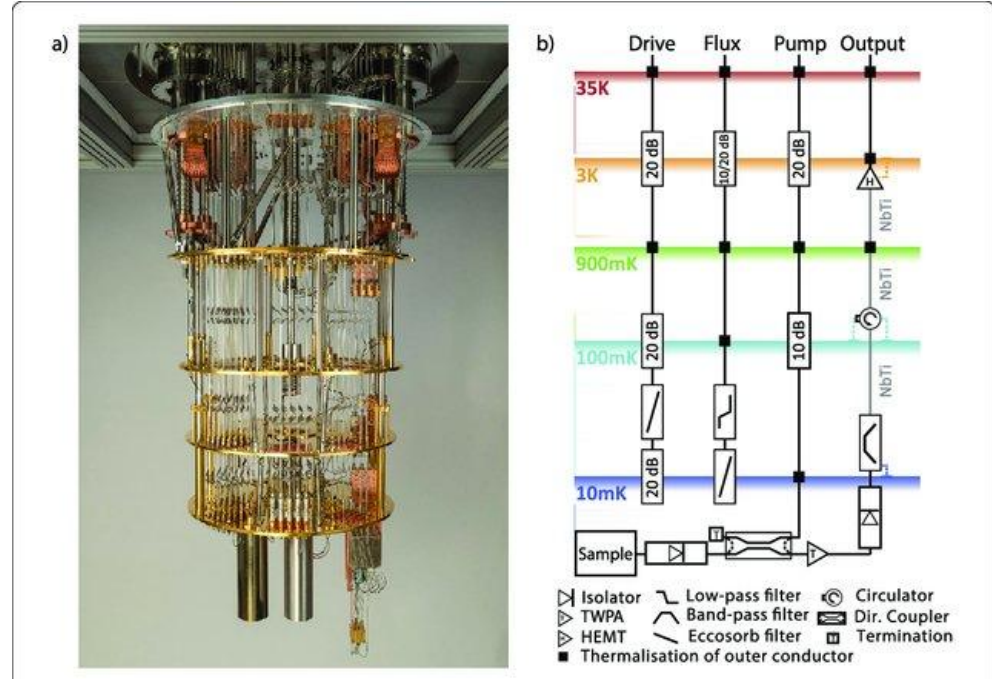 a)
b)
Drive Flux Pump Output
35K
20 dB 10/20 dB 20 dB
3K
H
NbTi
900mK
NbTi
20 dB 10 dB
100mK
NbTi
20 dB
10mK
T
Sample
T
Isolator Low-pass filter Circulator
TWPA Band-pass filter Dir. Coupler
HEMT Eccosorb filter T Termination
Thermalisation of outer conductor